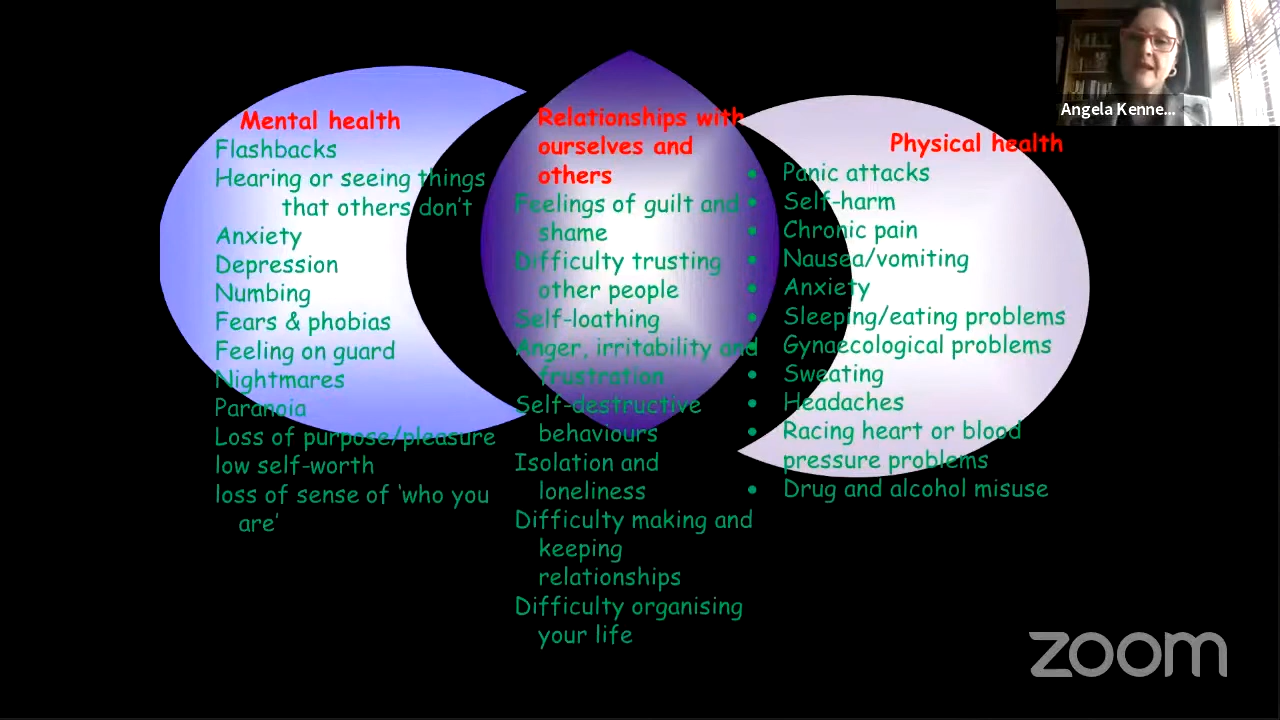 Mental health
Flashbacks
Hearing or seeing things
that others don't
Anxiety
Depression
Numbing
Fears & phobias
Feeling on guard
Nightmares
Paranoia
Loss of purpose/pleasure
low self-worth
loss of sense of ‘who you
are’
Relationships with
ourselves and
others
Feelings of guilt and
shame
Difficulty trusting
other people
Self-loathing
Anger, irritability and
frustration
Self-destructive
behaviours
Isolation and
loneliness
Difficulty making and
keeping
relationships
Difficulty organising
your life
Physical health
• Panic attacks
• Self-harm
• Chronic pain
• Nausea/vomiting
• Anxiety
• Sleeping/eating problems
• Gynaecological problems
• Sweating
• Headaches
• Racing heart or blood
pressure problems
• Drug and alcohol misuse
Angela Kenne...
zoom